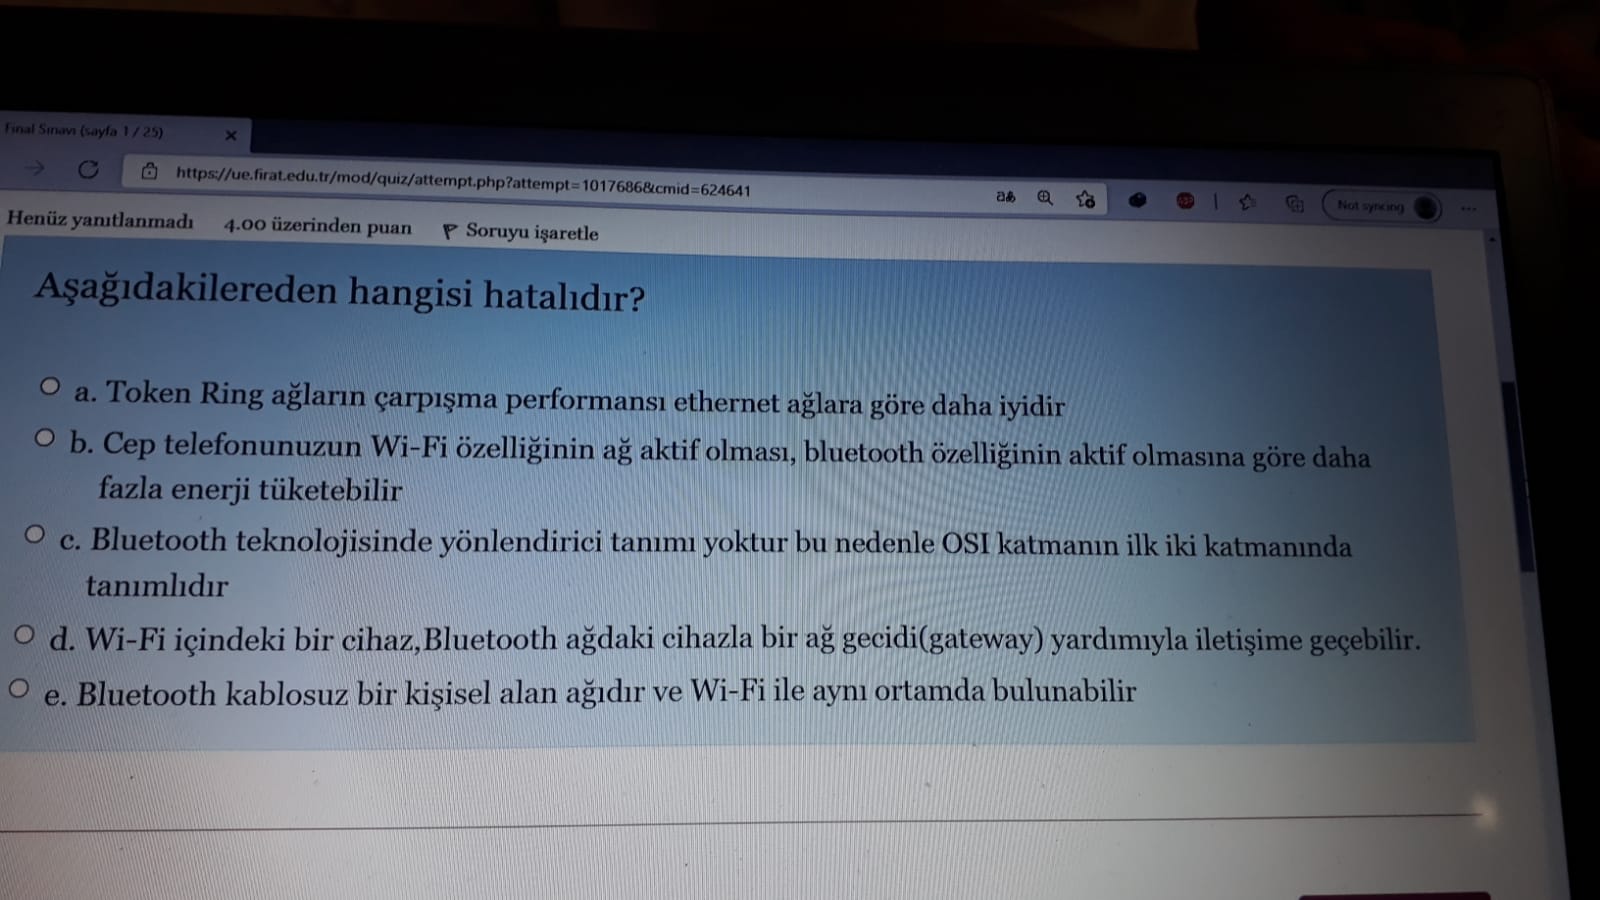 Final Sınavı (sayfa 1 / 25)
https://ue.firat.edu.tr/mod/quiz/attempt.php?attempt=1017686&cmid=624641
Not syncing
Henüz yanıtlanmadı 4.00 üzerinden puan Soruyu işaretle
Aşağıdakilereden hangisi hatalıdır?
a. Token Ring ağların çarpışma performansı ethernet ağlara göre daha iyidir
b. Cep telefonunuzun Wi-Fi özelliğinin ağ aktif olması, bluetooth özelliğinin aktif olmasına göre daha
fazla enerji tüketebilir
c. Bluetooth teknolojisinde yönlendirici tanımı yoktur bu nedenle OSI katmanın ilk iki katmanında
tanımlıdır
d. Wi-Fi içindeki bir cihaz,Bluetooth ağdaki cihazla bir ağ gecidi(gateway) yardımıyla iletişime geçebilir.
e. Bluetooth kablosuz bir kişisel alan ağıdır ve Wi-Fi ile aynı ortamda bulunabilir